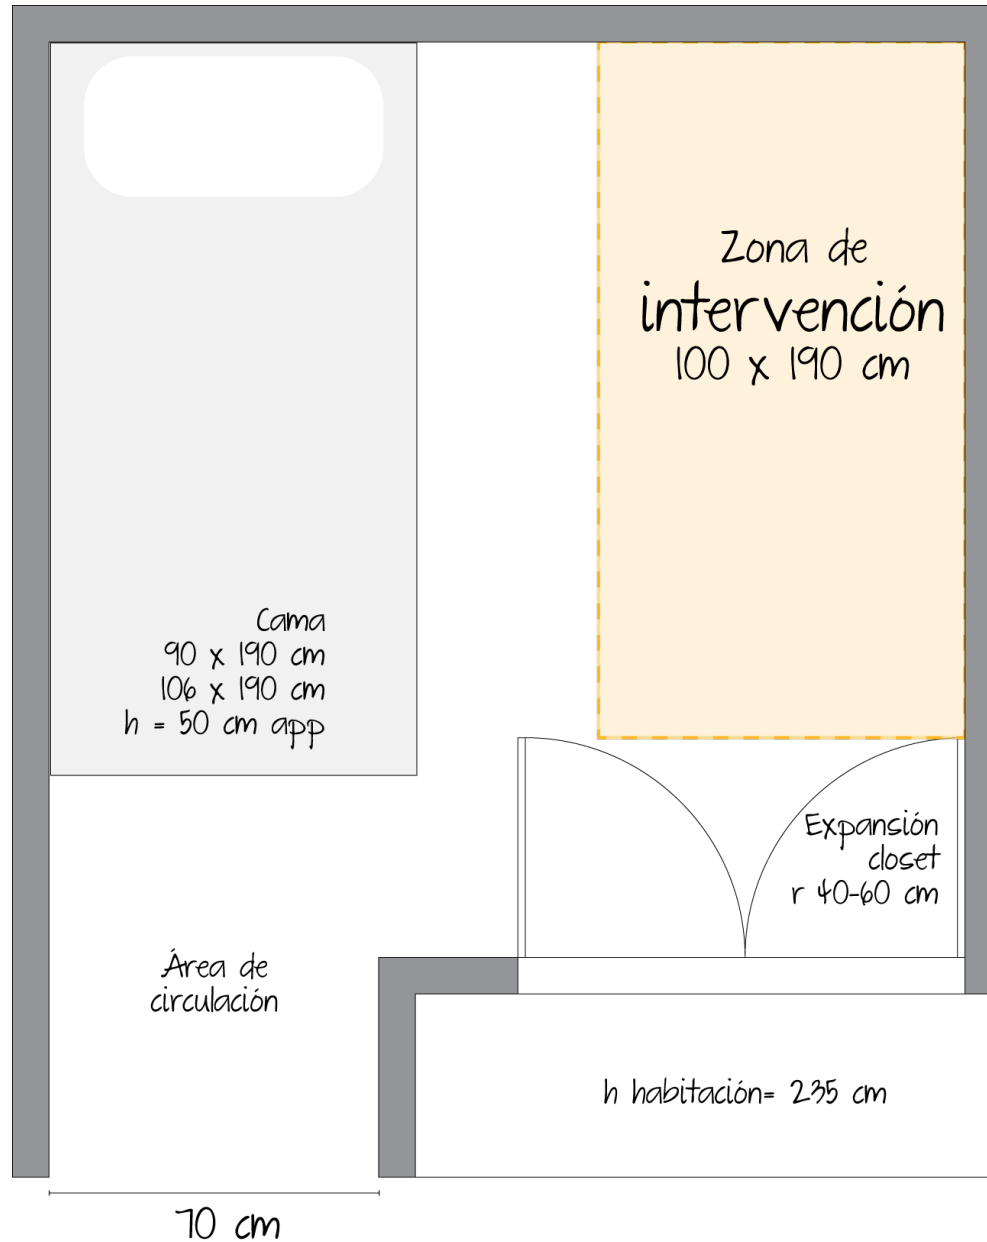 Zona de
intervención
100 x 190 cm
Cama
90 x 190 cm
106 x 190 cm
h = 50 cm app
Expansión
closet
r 40-60 cm
Área de
circulación
h habitación= 235 cm
70 cm